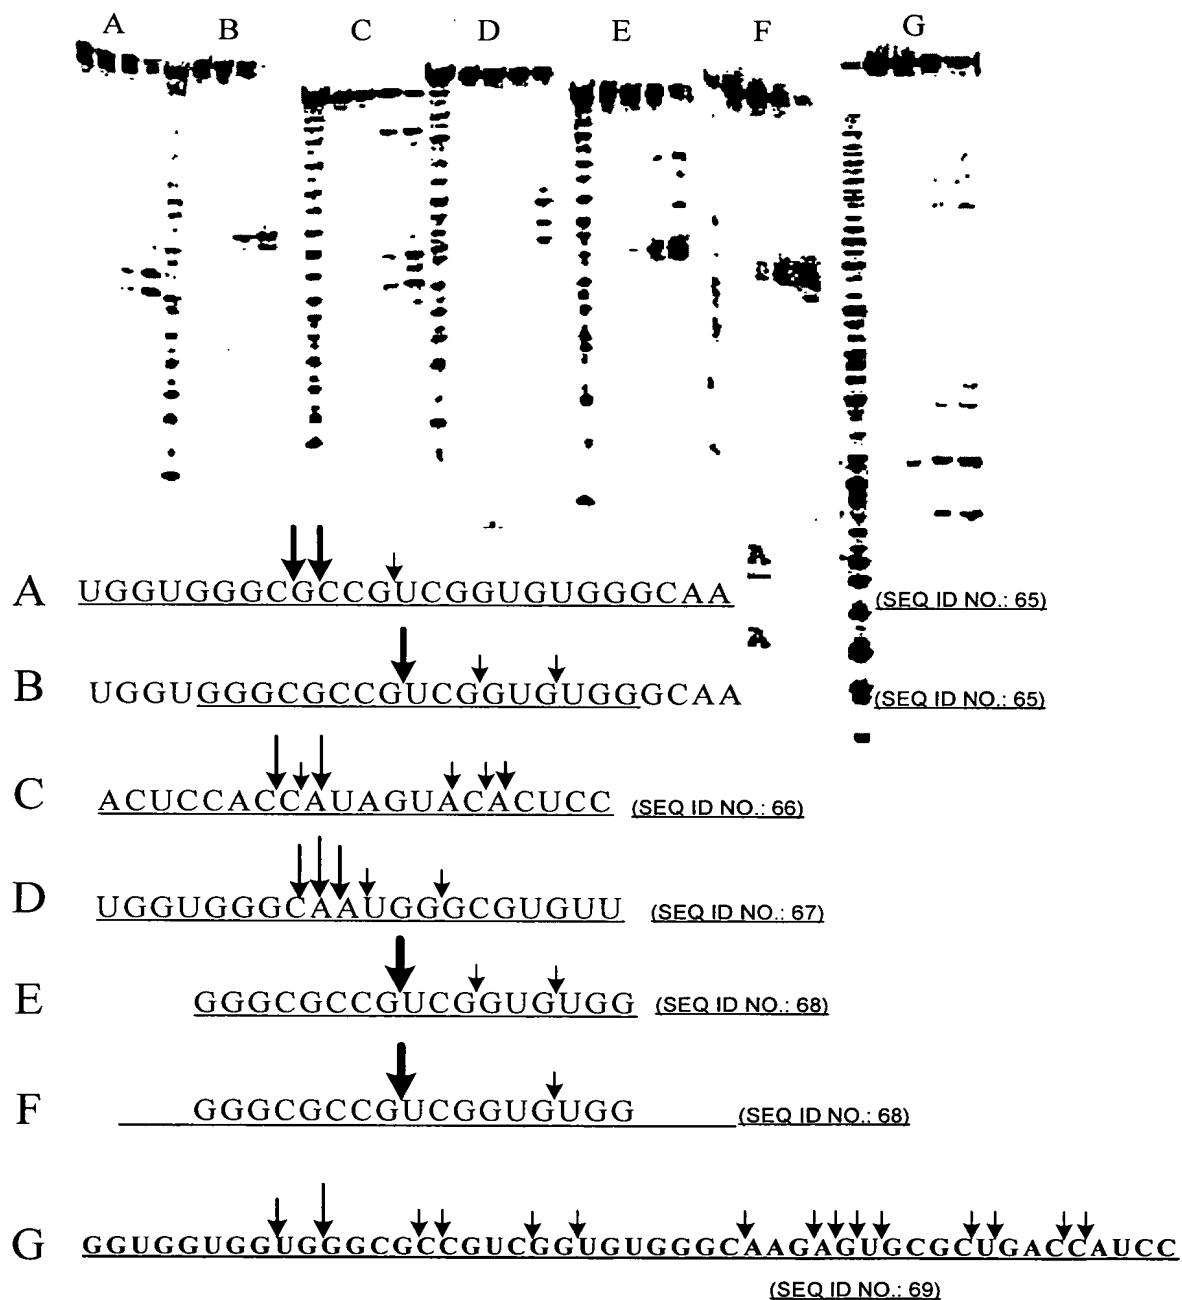 A B C D E F G
A UGGUGGGCGCCGUCGGUGUGGGCAA (SEQ ID NO.: 65)
A
A
B UGGUGGGCGCCGUCGGUGUGGGCAA (SEQ ID NO.: 65)
C ACUCCACCAUAGUACACUCC (SEQ ID NO.: 66)
D UGGUGGGCAAUGGGCGUGUU (SEQ ID NO.: 67)
E GGGCGCCGUCGGUGUGG (SEQ ID NO.: 68)
F GGGCGCCGUCGGUGUGG (SEQ ID NO.: 68)
G GGUGGUGGUGGGCGCCGUCGGUGUGGGCAAGAGUGCGCUGACCAUCC
(SEQ ID NO.: 69)